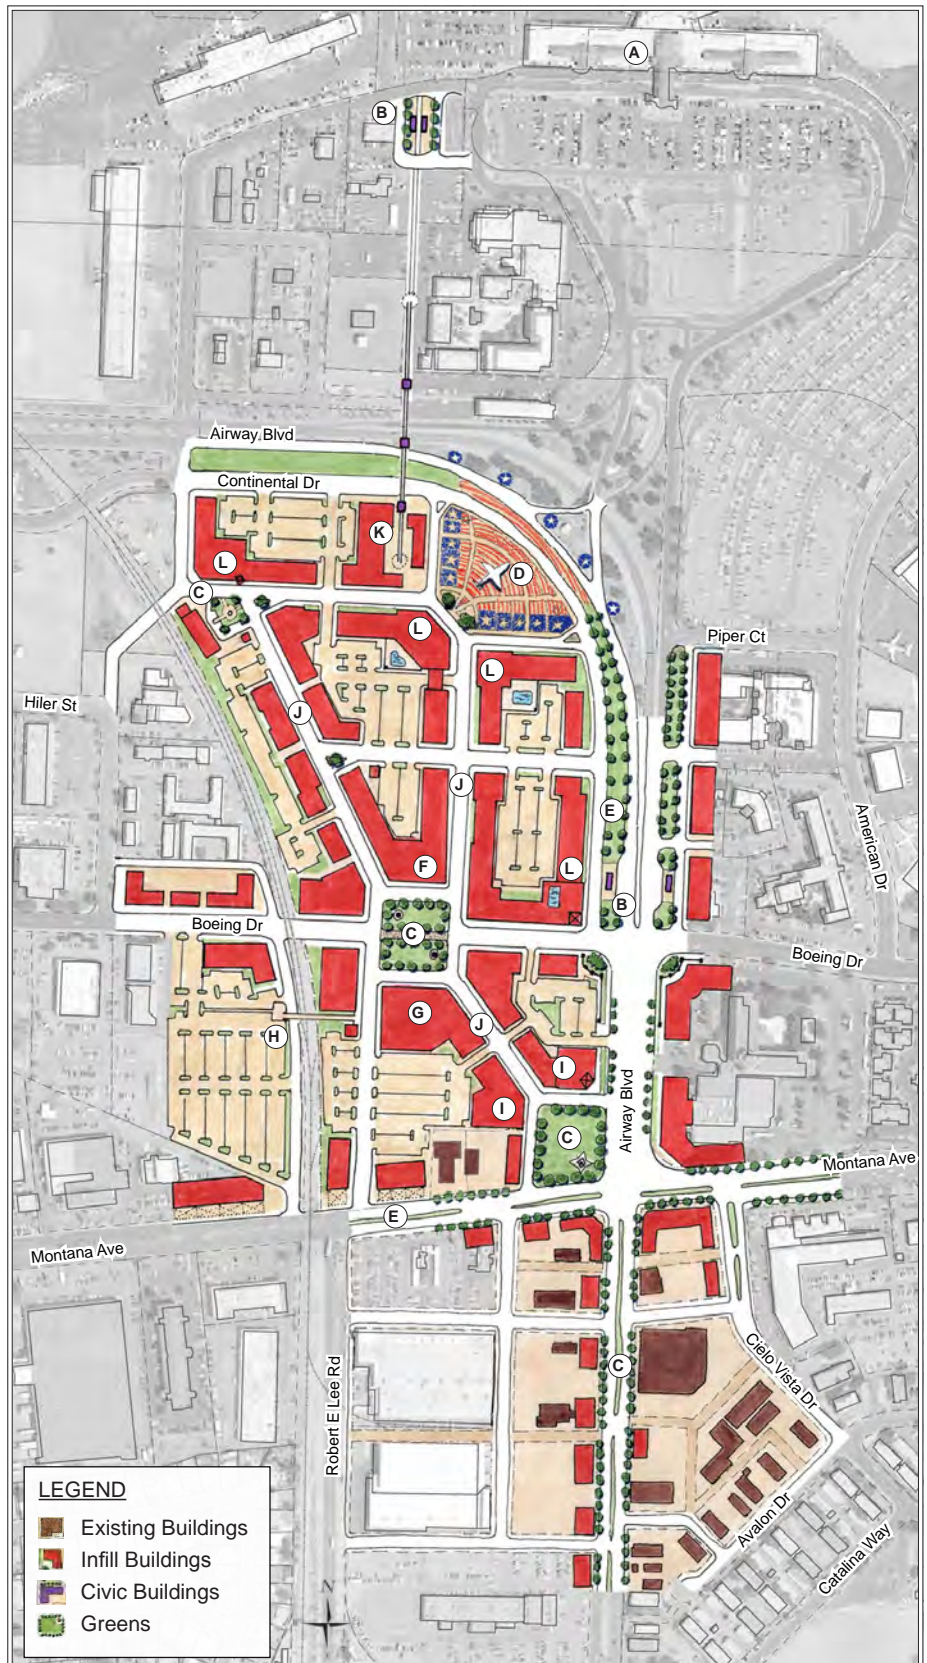 A
B
Airway Blvd
Continental Dr
K
L
D
C
L
Piper Ct
L
Hiler St
J
J
E
American Dr
F
L
B
Boeing Dr
C
Boeing Dr
G
J
H
I
I
Airway Blvd
C
Montana Ave
E
Montana Ave
C
Cielo Vista Dr
Robert E Lee Rd
Avalon Dr
Catalina Way
LEGEND
Existing Buildings
Infill Buildings
Civic Buildings
Greens
N